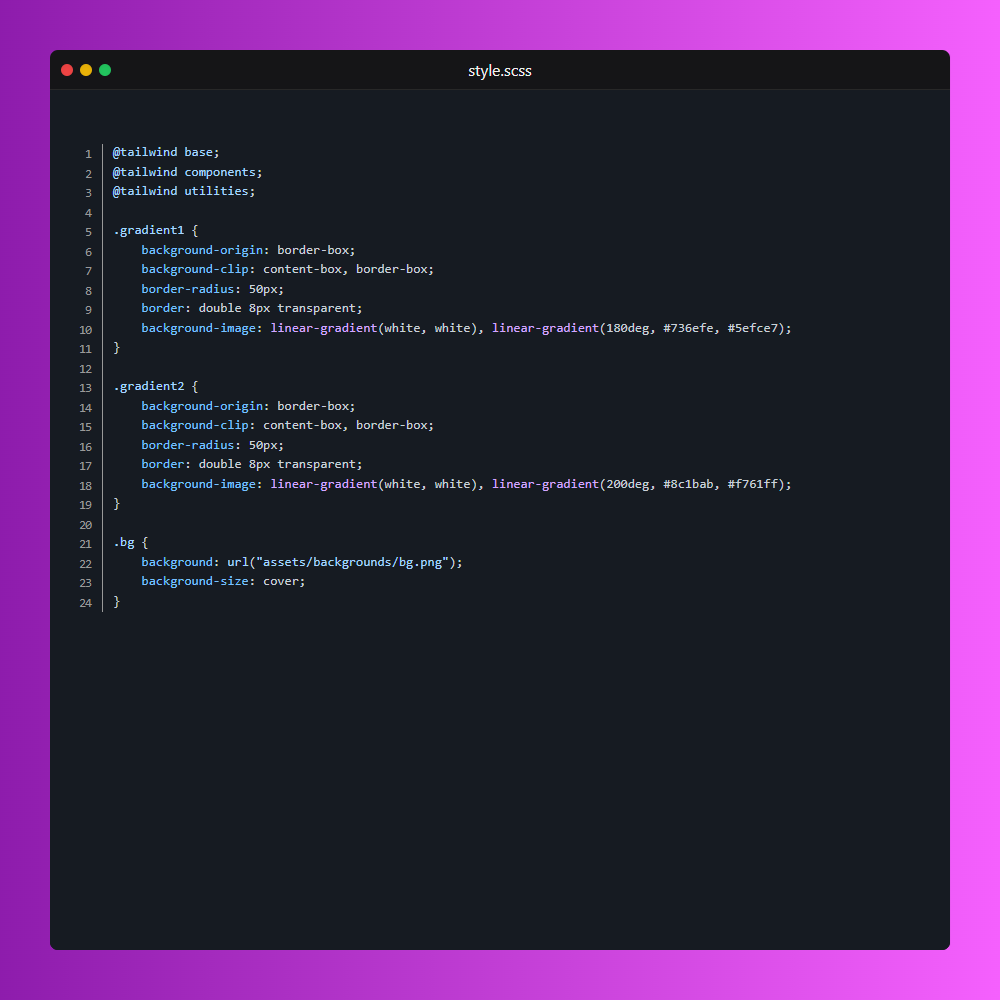 style.scss
1 @tailwind base;
2 @tailwind components;
3 @tailwind utilities;
4
5 .gradient1 {
6     background-origin: border-box;
7     background-clip: content-box, border-box;
8     border-radius: 50px;
9     border: double 8px transparent;
10     background-image: linear-gradient(white, white), linear-gradient(180deg, #736efe, #5efce7);
11 }
12
13 .gradient2 {
14     background-origin: border-box;
15     background-clip: content-box, border-box;
16     border-radius: 50px;
17     border: double 8px transparent;
18     background-image: linear-gradient(white, white), linear-gradient(200deg, #8c1bab, #f761ff);
19 }
20
21 .bg {
22     background: url("assets/backgrounds/bg.png");
23     background-size: cover;
24 }